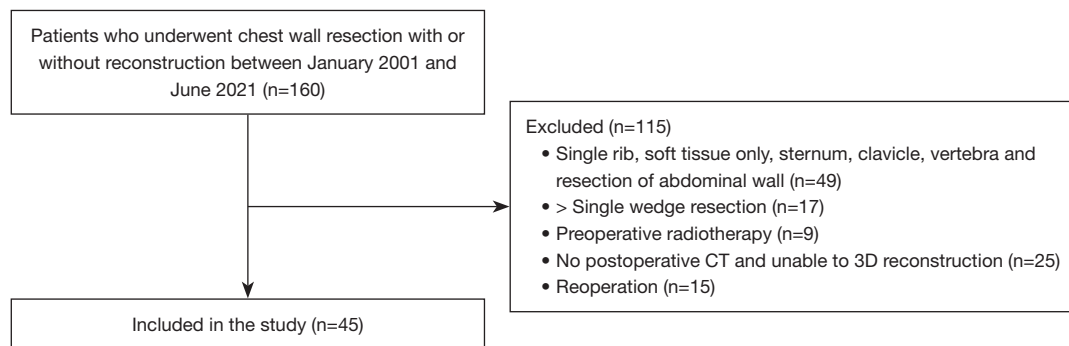 Patients who underwent chest wall resection with or
without reconstruction between January 2001 and
June 2021 (n=160)
Excluded (n=115)
• Single rib, soft tissue only, sternum, clavicle, vertebra and
resection of abdominal wall (n=49)
• > Single wedge resection (n=17)
• Preoperative radiotherapy (n=9)
• No postoperative CT and unable to 3D reconstruction (n=25)
• Reoperation (n=15)
Included in the study (n=45)